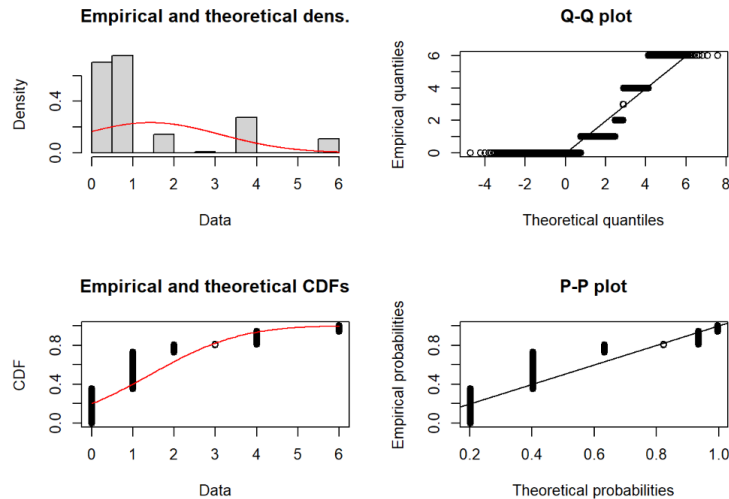 Empirical and theoretical dens.
Density
0.0 0.4
0 1 2 3 4 5 6
Data
Q-Q plot
Empirical quantiles
0 2 4 6
-4 -2 0 2 4 6 8
Theoretical quantiles
Empirical and theoretical CDFs
CDF
0.0 0.4 0.8
0 1 2 3 4 5 6
Data
P-P plot
Empirical probabilities
0.0 0.4 0.8
0.2 0.4 0.6 0.8 1.0
Theoretical probabilities